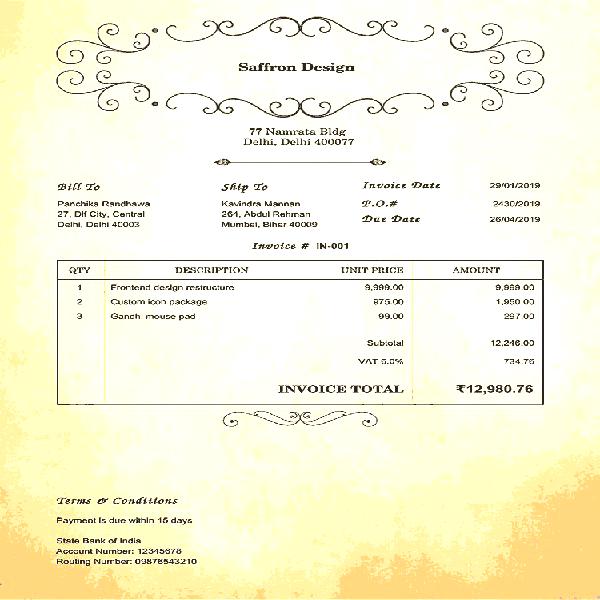 Saffron Design
77 Namrata Bldg
Delhi, Delhi 400077
Bill To
Panchika Randhawa
27, Dlf City, Central
Delhi, Delhi 40003
Ship To
Kavindra Mannan
264, Abdul Rehman
Mumbai, Bihar 40009
Invoice Date 29/01/2019
P.O.# 2430/2019
Due Date 26/04/2019
Invoice # IN-001
QTY DESCRIPTION UNIT PRICE AMOUNT
1 Frontend design restructure 9,999.00 9,999.00
2 Custom icon package 975.00 1,950.00
3 Gandhi mouse pad 99.00 297.00
Subtotal 12,246.00
VAT 6.0% 734.76
INVOICE TOTAL ₹12,980.76
Terms & Conditions
Payment is due within 15 days
State Bank of India
Account Number: 12345678
Routing Number: 09876543210